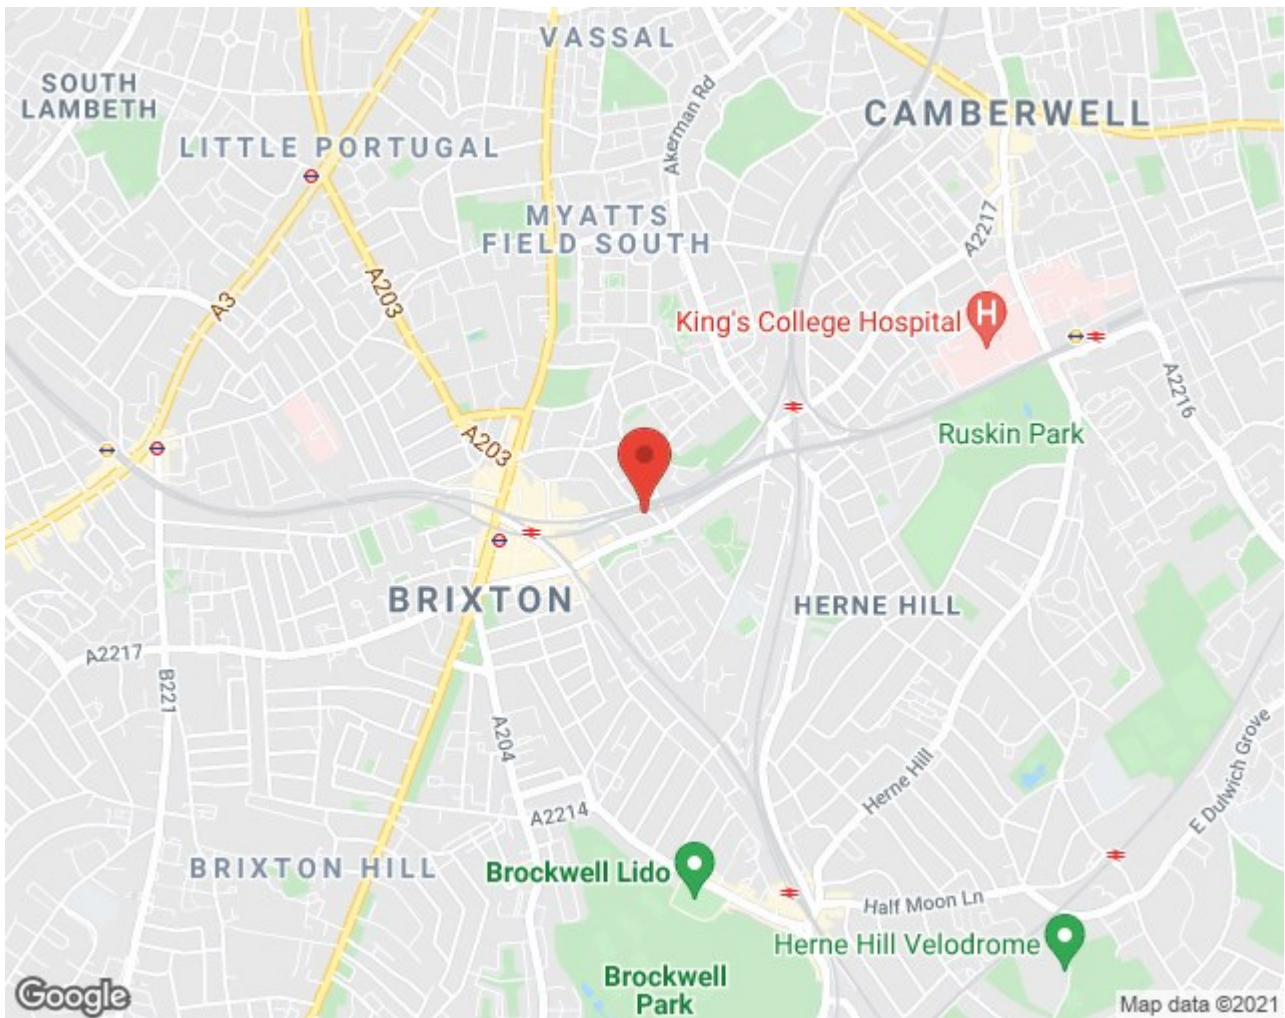 VASSAL
SOUTH
LAMBETH
CAMBERWELL
LITTLE PORTUGAL
Akerman Rd
MYATTS
FIELD SOUTH
A2217
A203
A3
King's College Hospital
H
A2216
Ruskin Park
A203
BRIXTON
HERNE HILL
A2217
B221
A204
Herne Hill
E Dulwich Grove
A2214
BRIXTON HILL
Brockwell Lido
Half Moon Ln
Herne Hill Velodrome
Brockwell
Park
Google
Map data ©2021